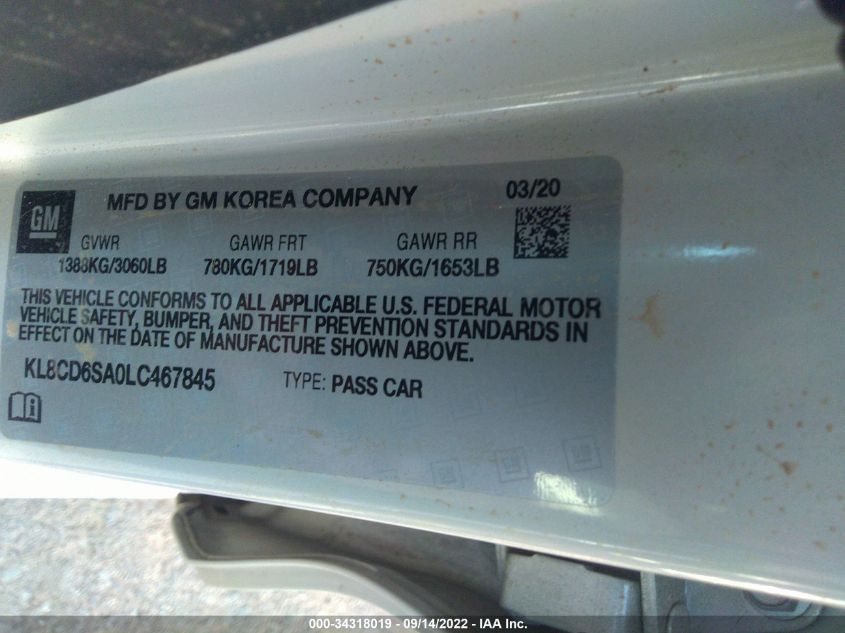 GM
MFD BY GM KOREA COMPANY 03/20
GVWR GAWR FRT GAWR RR
1388KG/3060LB 780KG/1719LB 750KG/1653LB
THIS VEHICLE CONFORMS TO ALL APPLICABLE U.S. FEDERAL MOTOR
VEHICLE SAFETY, BUMPER, AND THEFT PREVENTION STANDARDS IN
EFFECT ON THE DATE OF MANUFACTURE SHOWN ABOVE.
KL8CD6SA0LC467845 TYPE: PASS CAR
000-34318019 - 09/14/2022 - IAA Inc.